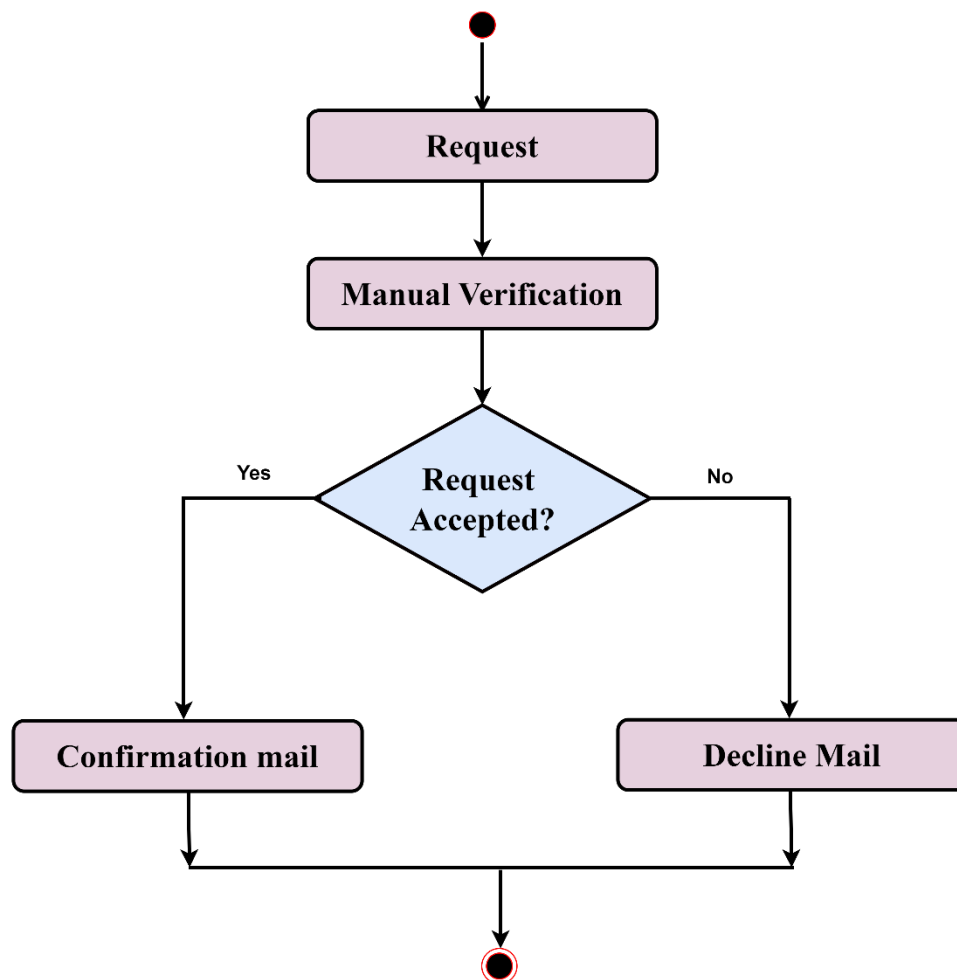 Request
Manual Verification
Yes
No
Request
Accepted?
Confirmation mail
Decline Mail